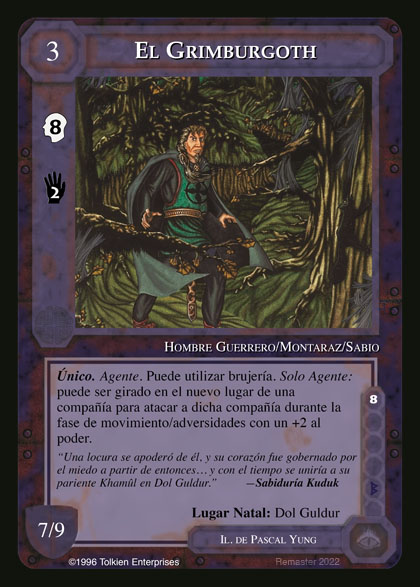 3
EL GRIMBURGOTH
8
2
HOMBRE GUERRERO/MONTARAZ/SABIO
Único. Agente. Puede utilizar brujería. Solo Agente:
puede ser girado en el nuevo lugar de una
compañía para atacar a dicha compañía durante la
fase de movimiento/adversidades con un +2 al
poder.
8
“Una locura se apoderó de él, y su corazón fue gobernado por
el miedo a partir de entonces… y con el tiempo se uniría a su
pariente Khamûl en Dol Guldur.” —Sabiduría Kuduk
Lugar Natal: Dol Guldur
7/9
IL. DE PASCAL YUNG
©1996 Tolkien Enterprises
Remaster 2022